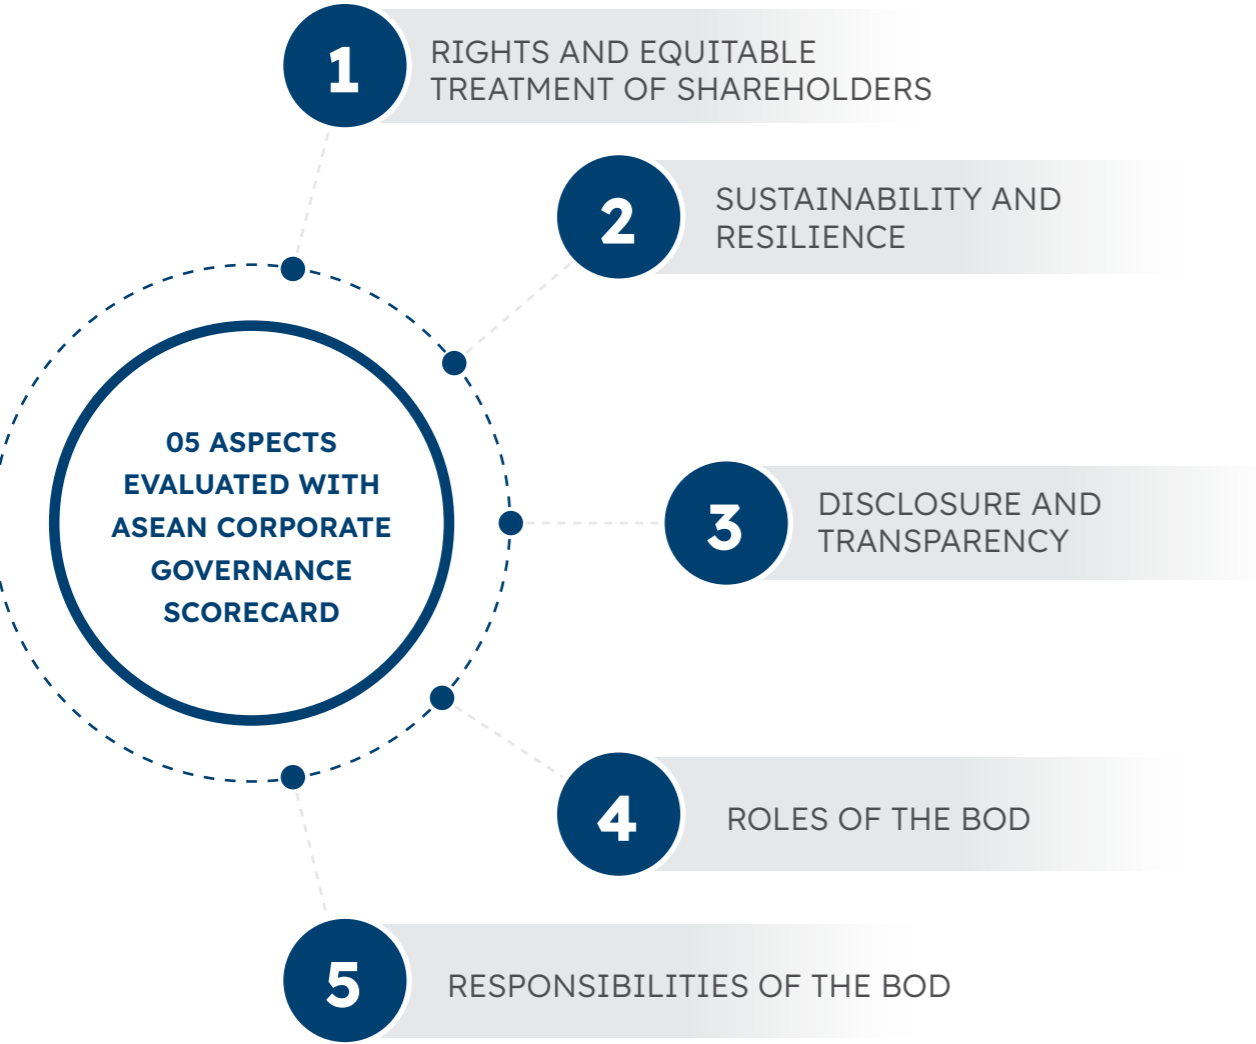 1
RIGHTS AND EQUITABLE
TREATMENT OF SHAREHOLDERS
2
SUSTAINABILITY AND
RESILIENCE
05 ASPECTS
EVALUATED WITH
ASEAN CORPORATE
GOVERNANCE
SCORECARD
3
DISCLOSURE AND
TRANSPARENCY
4
ROLES OF THE BOD
5
RESPONSIBILITIES OF THE BOD